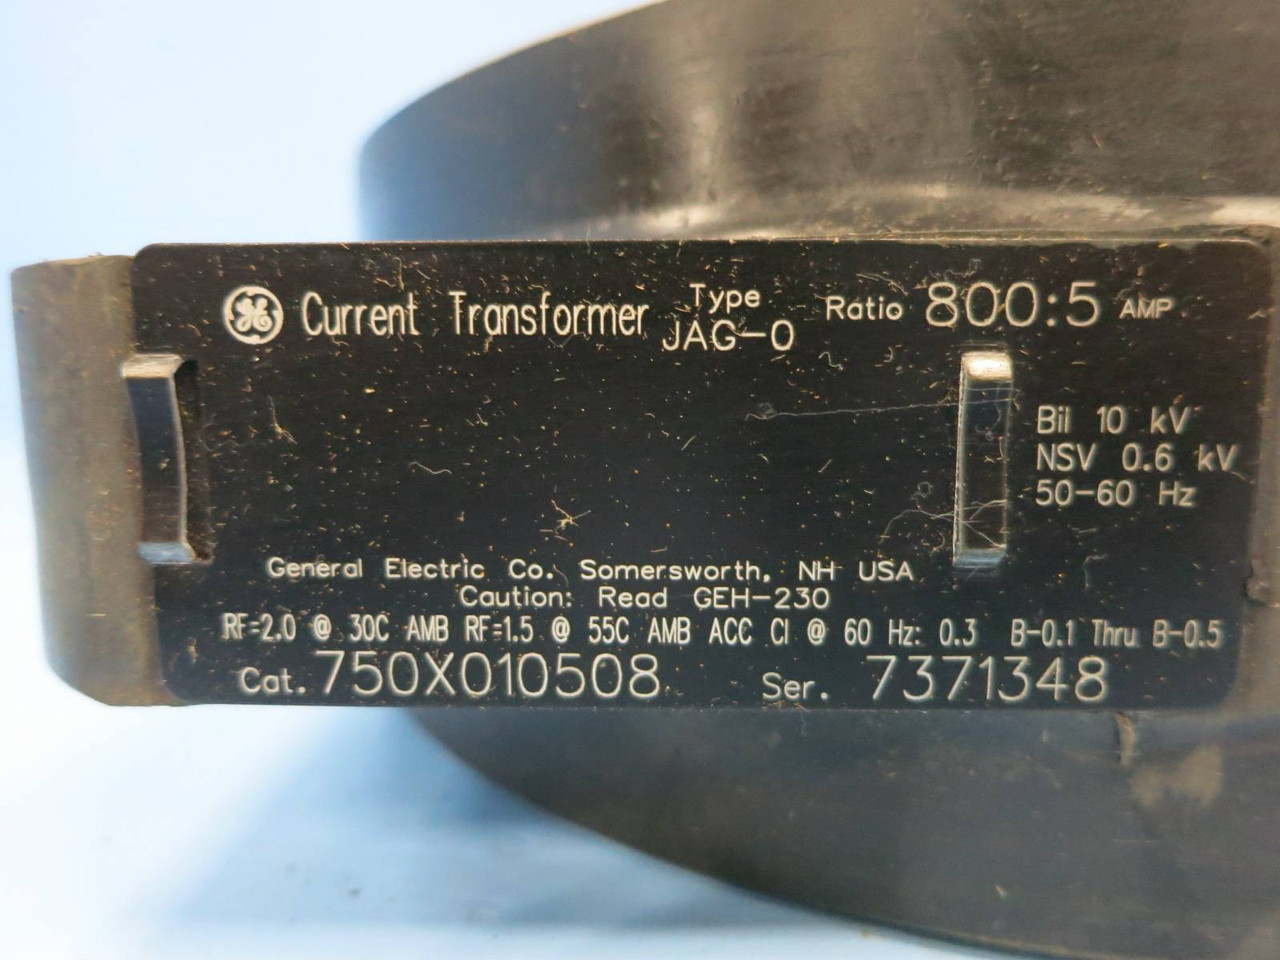 GE Current Transformer Type JAG-0 Ratio 800:5 AMP
Bil 10 kV
NSV 0.6 kV
50-60 Hz
General Electric Co. Somersworth, NH USA
Caution: Read GEH-230
RF=2.0 @ 30C AMB RF=1.5 @ 55C AMB ACC Cl @ 60 Hz: 0.3 B-0.1 Thru B-0.5
Cat. 750X010508 Ser. 7371348